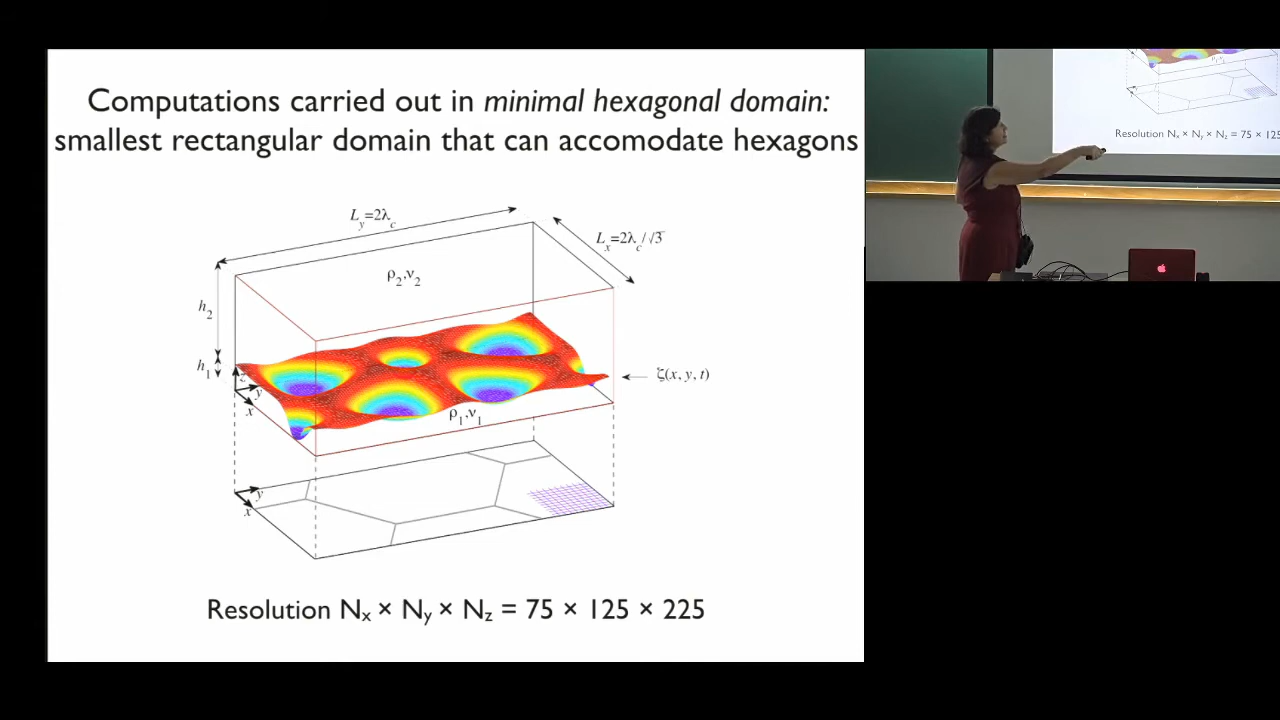 Computations carried out in minimal hexagonal domain:
smallest rectangular domain that can accomodate hexagons
L_y=2λ_c
L_x=2λ_c/√3
ρ_2,ν_2
h_2
h_1
z
y
x
ζ(x, y, t)
ρ_1,ν_1
y
x
Resolution N_x × N_y × N_z = 75 × 125 × 225
Resolution N_x × N_y × N_z = 75 × 125